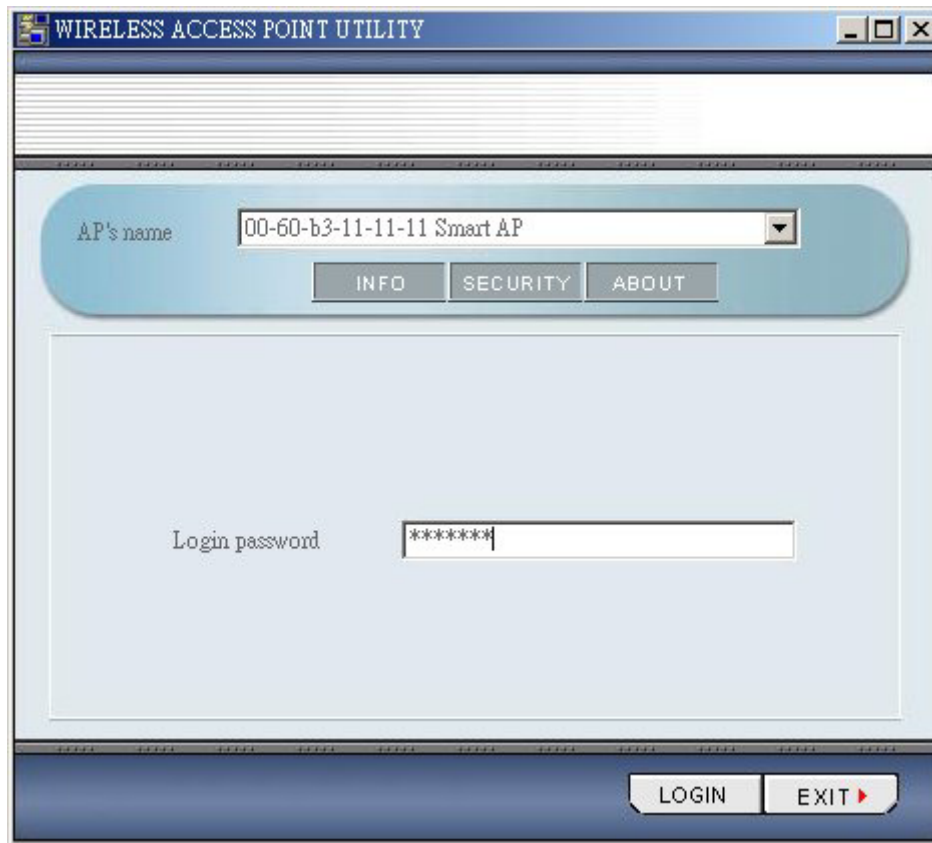 WIRELESS ACCESS POINT UTILITY
AP's name
00-60-b3-11-11-11 Smart AP
INFO
SECURITY
ABOUT
Login password
*******
LOGIN
EXIT